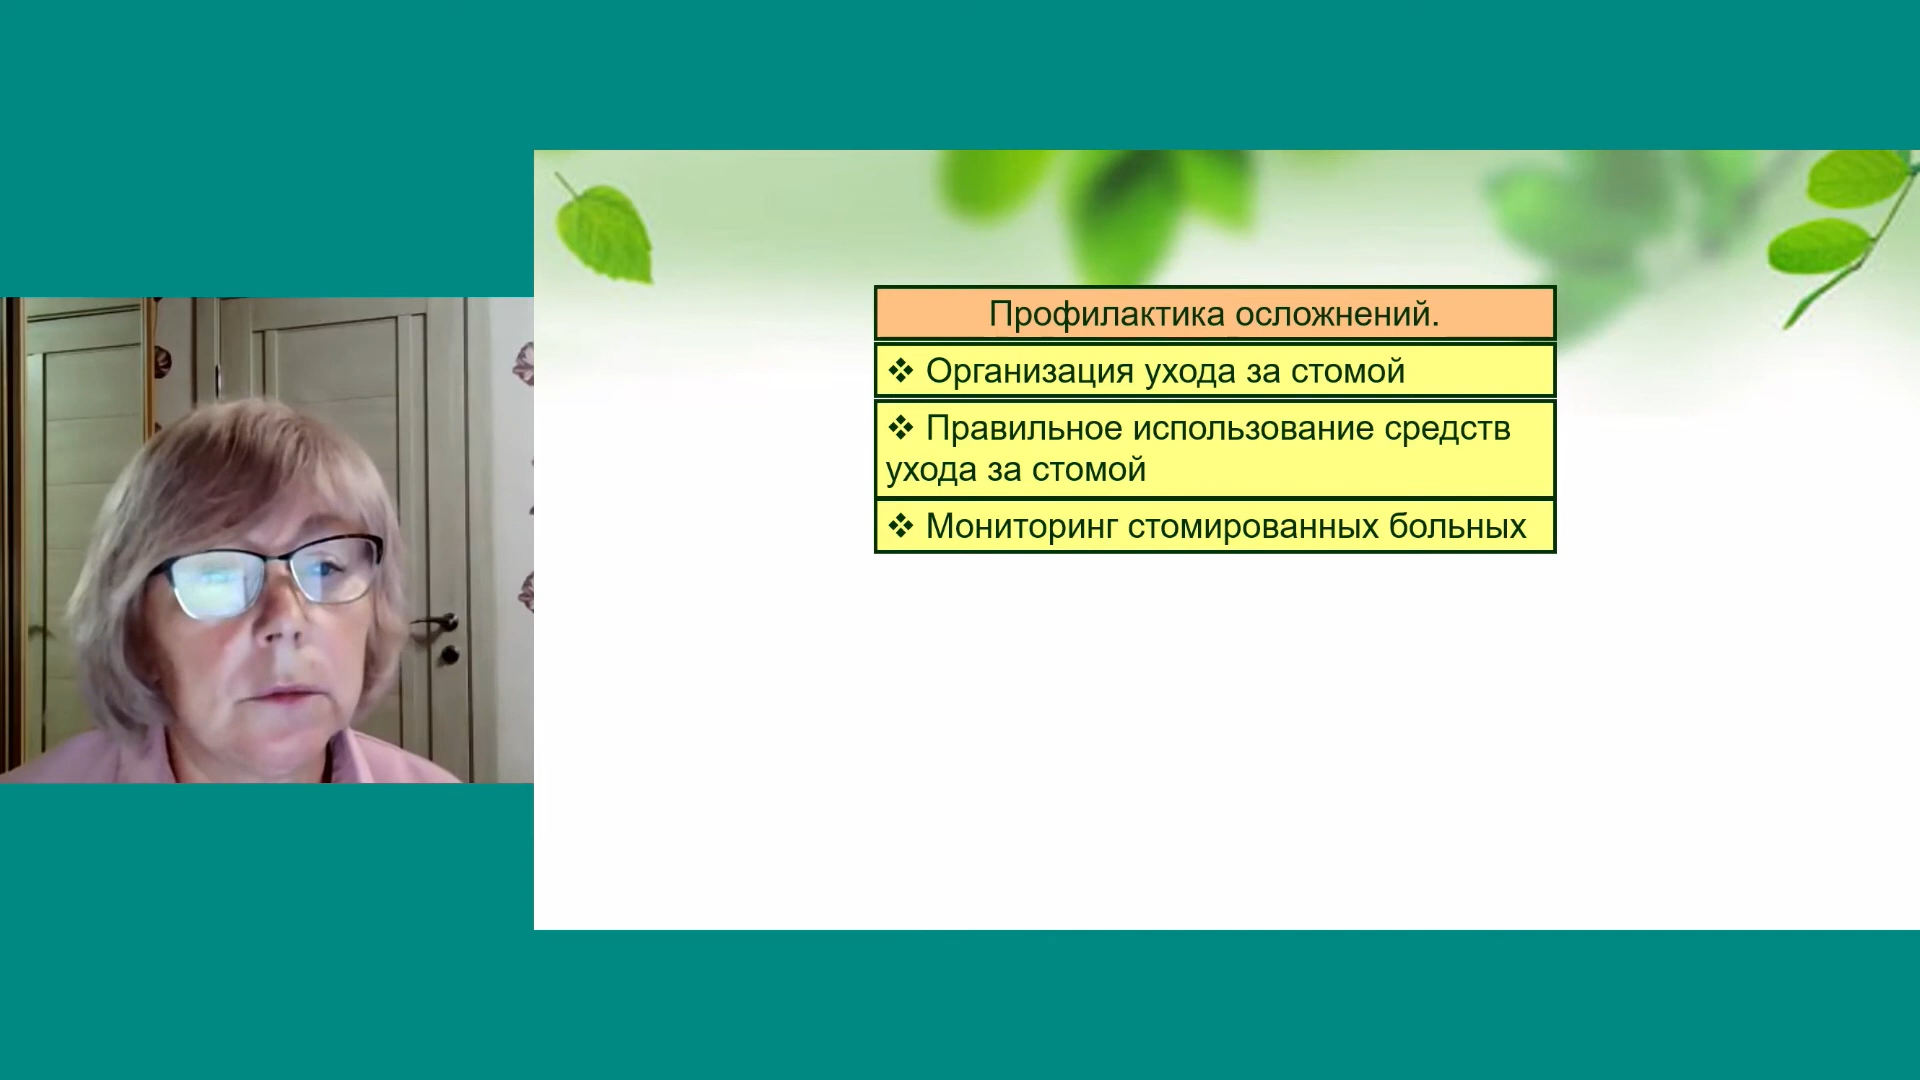 Профилактика осложнений.
❖ Организация ухода за стомой
❖ Правильное использование средств
ухода за стомой
❖ Мониторинг стомированных больных